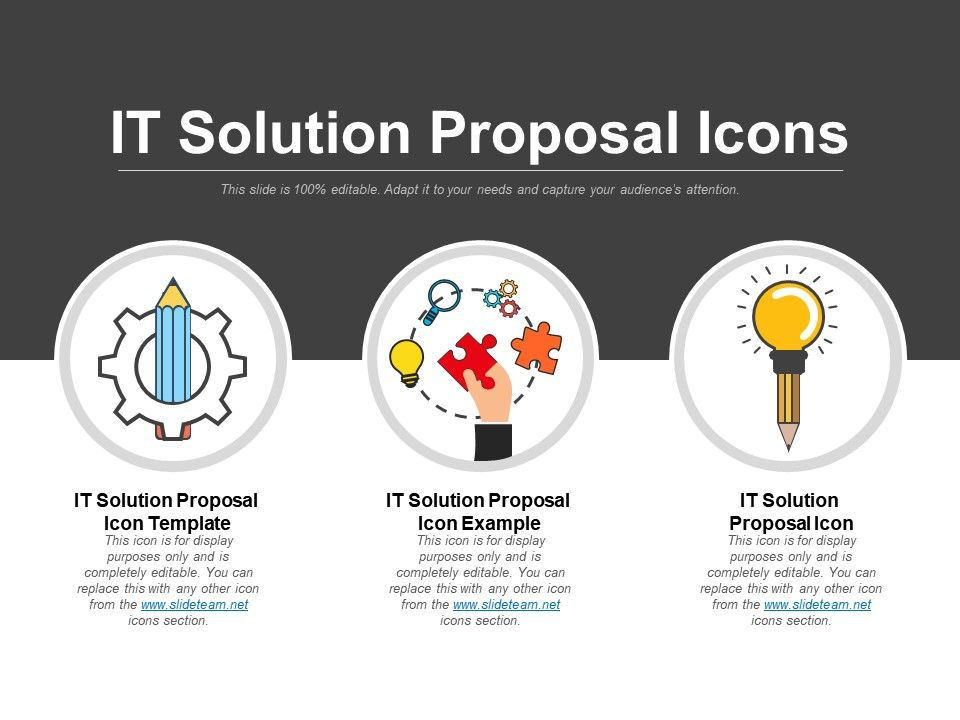 IT Solution Proposal Icons
This slide is 100% editable. Adapt it to your needs and capture your audience's attention.
IT Solution Proposal
Icon Template
This icon is for display
purposes only and is
completely editable. You can
replace this with any other icon
from the www.slideteam.net
icons section.
IT Solution Proposal
Icon Example
This icon is for display
purposes only and is
completely editable. You can
replace this with any other icon
from the www.slideteam.net
icons section.
IT Solution
Proposal Icon
This icon is for display
purposes only and is
completely editable. You can
replace this with any other icon
from the www.slideteam.net
icons section.